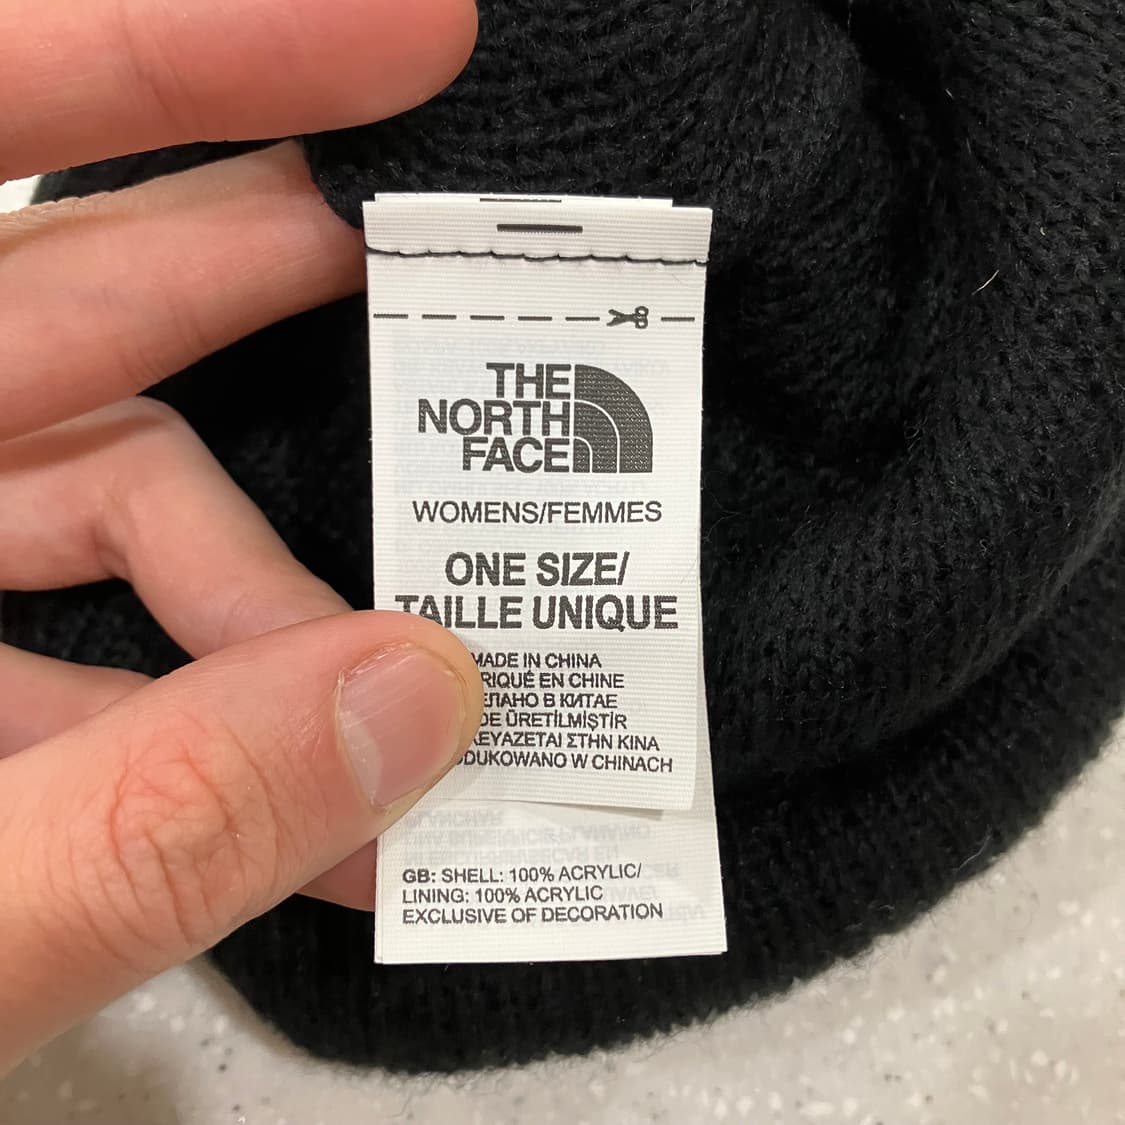 THE
NORTH
FACE
WOMENS/FEMMES
ONE SIZE/
TAILLE UNIQUE
MADE IN CHINA
EN CHINE
В КИТАЕ
ÜRETİLMİŞTİR
ΣΤΗΝ ΚΙΝΑ
W CHINACH
GB: SHELL: 100% ACRYLIC/
LINING: 100% ACRYLIC
EXCLUSIVE OF DECORATION